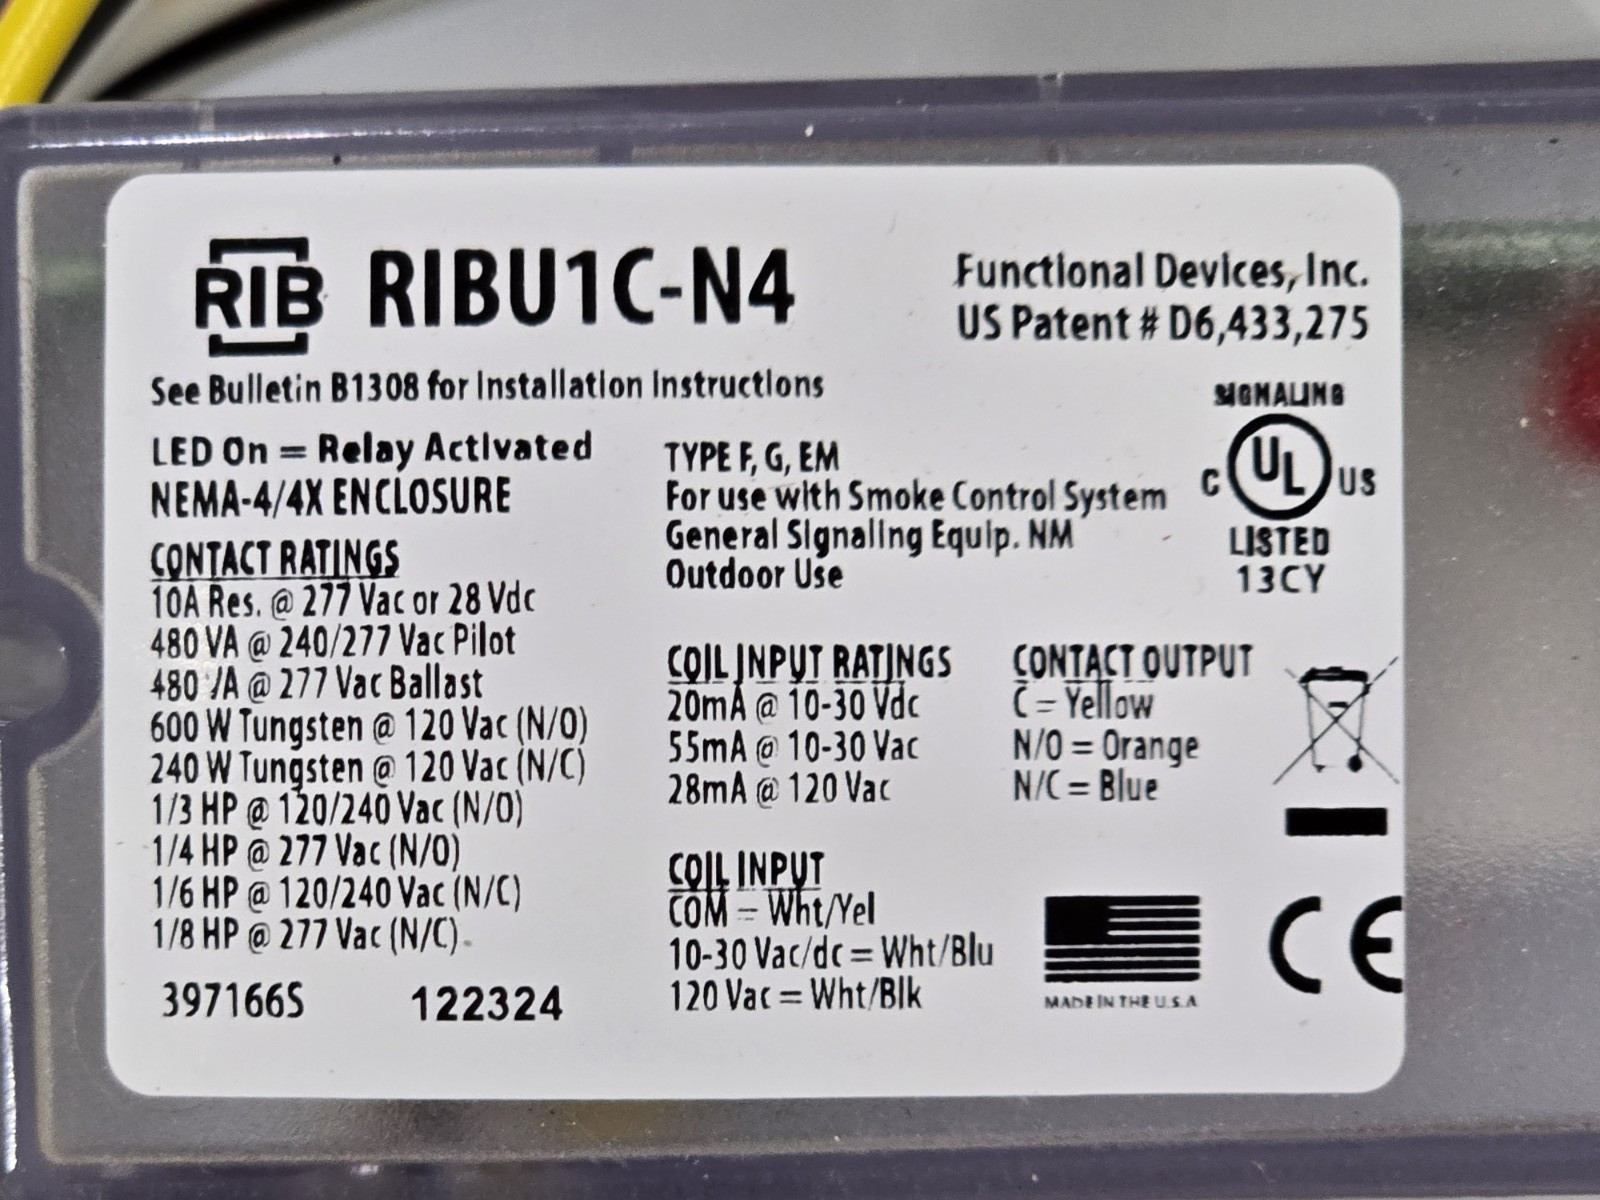 RIB RIBU1C-N4
Functional Devices, Inc.
US Patent # D6,433,275
See Bulletin B1308 for Installation Instructions
LED On = Relay Activated
NEMA-4/4X ENCLOSURE
CONTACT RATINGS
10A Res. @ 277 Vac or 28 Vdc
480 VA @ 240/277 Vac Pilot
480 VA @ 277 Vac Ballast
600 W Tungsten @ 120 Vac (N/O)
240 W Tungsten @ 120 Vac (N/C)
1/3 HP @ 120/240 Vac (N/O)
1/4 HP @ 277 Vac (N/O)
1/6 HP @ 120/240 Vac (N/C)
1/8 HP @ 277 Vac (N/C)
397166S 122324
TYPE F, G, EM
For use with Smoke Control System
General Signaling Equip. NM
Outdoor Use
SIGNALING
C UL US
LISTED
13CY
COIL INPUT RATINGS
20mA @ 10-30 Vdc
55mA @ 10-30 Vac
28mA @ 120 Vac
CONTACT OUTPUT
C = Yellow
N/O = Orange
N/C = Blue
COIL INPUT
COM = Wht/Yel
10-30 Vac/dc = Wht/Blu
120 Vac = Wht/Blk
MADE IN THE U.S.A
CE